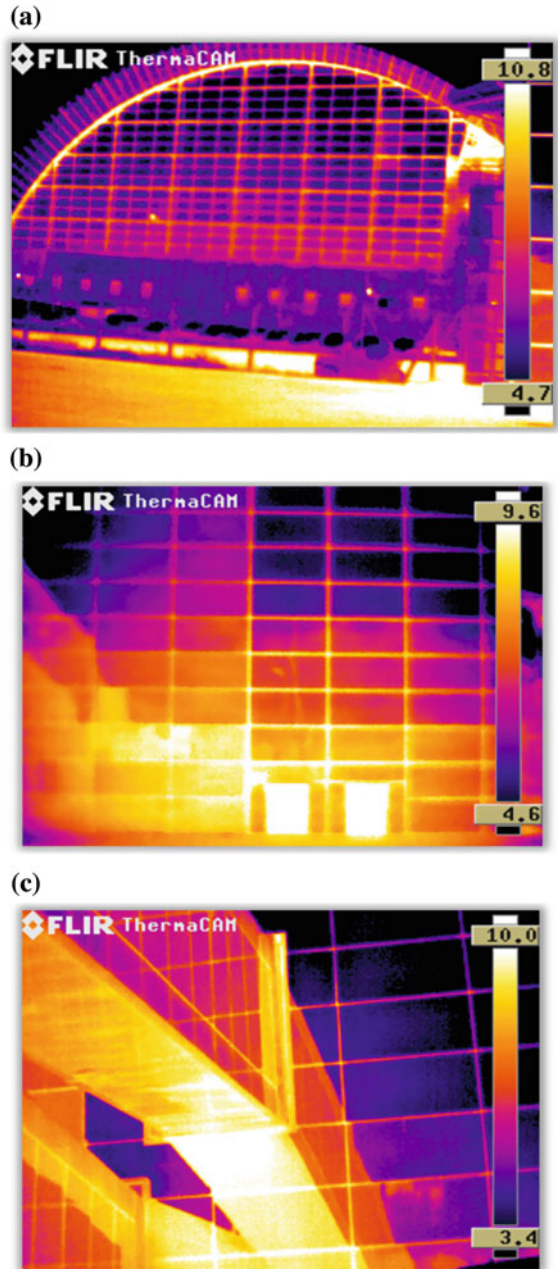 (a)
FLIR ThermaCAM
10.8
4.7
(b)
FLIR ThermaCAM
9.6
4.6
(c)
FLIR ThermaCAM
10.0
3.4